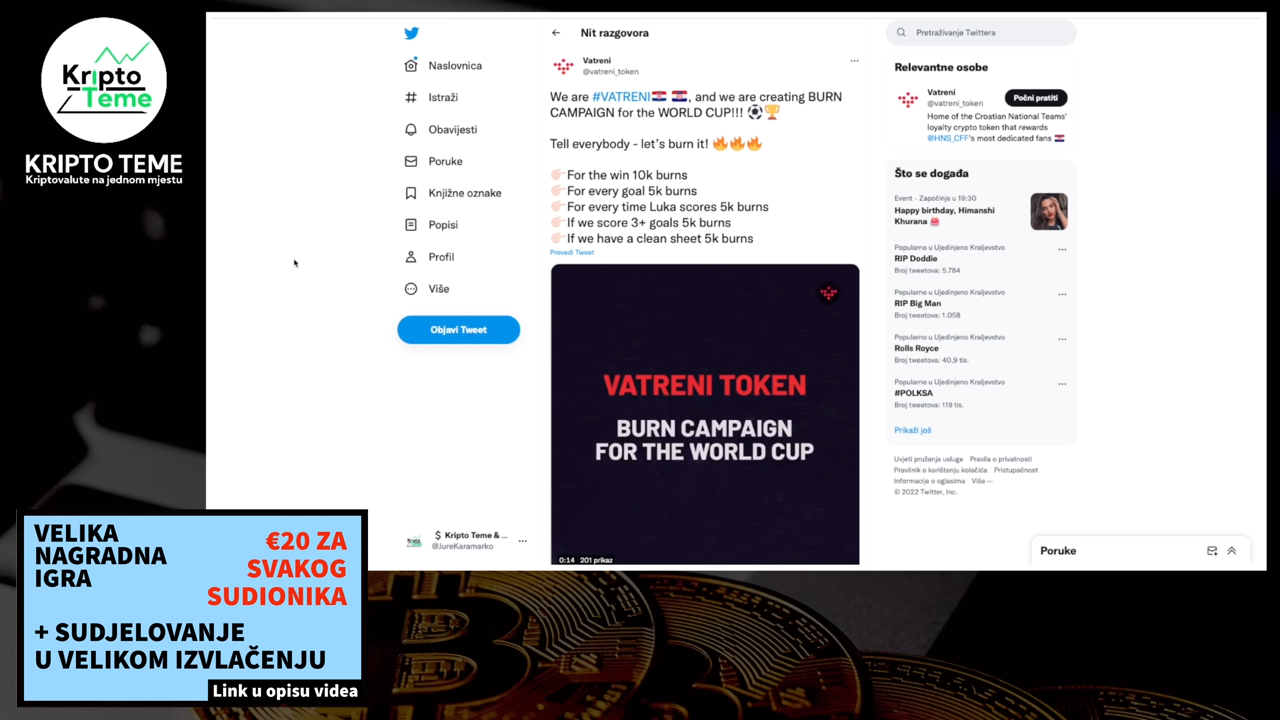 Kripto
Teme
KRIPTO TEME
Kriptovalute na jednom mjestu
Naslovnica
Istraži
Obavijesti
Poruke
Knjižne oznake
Popisi
Profil
Više
Objavi Tweet
$ Kripto Teme & ...
@JureKaramarko
Nit razgovora
Vatreni
@vatreni_token
We are #VATRENI🇭🇷 🇭🇷, and we are creating BURN
CAMPAIGN for the WORLD CUP!!! ⚽🏆
Tell everybody - let's burn it! 🔥🔥🔥
👉🏻For the win 10k burns
👉🏻For every goal 5k burns
👉🏻For every time Luka scores 5k burns
👉🏻If we score 3+ goals 5k burns
👉🏻If we have a clean sheet 5k burns
Prevedi Tweet
VATRENI TOKEN
BURN CAMPAIGN
FOR THE WORLD CUP
0:14 201 prikaz
Pretraživanje Twittera
Relevantne osobe
Vatreni
@vatreni_token
Počni pratiti
Home of the Croatian National Teams'
loyalty crypto token that rewards
@HNS_CFF's most dedicated fans 🇭🇷
Što se događa
Event · Započinje u 19:30
Happy birthday, Himanshi
Khurana 🎂
Popularno u Ujedinjeno Kraljevstvo
RIP Doddie
Broj tweetova: 5.784
Popularno u Ujedinjeno Kraljevstvo
RIP Big Man
Broj tweetova: 1.058
Popularno u Ujedinjeno Kraljevstvo
Rolls Royce
Broj tweetova: 40,9 tis.
Popularno u Ujedinjeno Kraljevstvo
#POLKSA
Broj tweetova: 119 tis.
Prikaži još
Uvjeti pružanja usluge Pravila o privatnosti
Pravilnik o korištenju kolačića Pristupačnost
Informacije o oglasima Više ···
© 2022 Twitter, Inc.
Poruke
VELIKA
NAGRADNA
IGRA
€20 ZA
SVAKOG
SUDIONIKA
+ SUDJELOVANJE
U VELIKOM IZVLAČENJU
Link u opisu videa